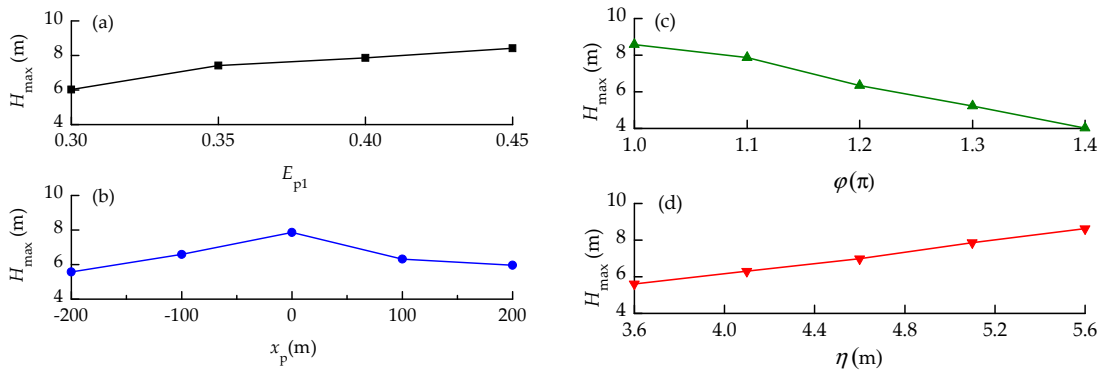 (a)
10
8
6
4
H_max (m)
0.30 0.35 0.40 0.45
E_p1
(b)
10
8
6
4
H_max (m)
-200 -100 0 100 200
x_p(m)
(c)
10
8
6
4
H_max (m)
1.0 1.1 1.2 1.3 1.4
φ(π)
(d)
10
8
6
4
H_max (m)
3.6 4.0 4.4 4.8 5.2 5.6
η(m)